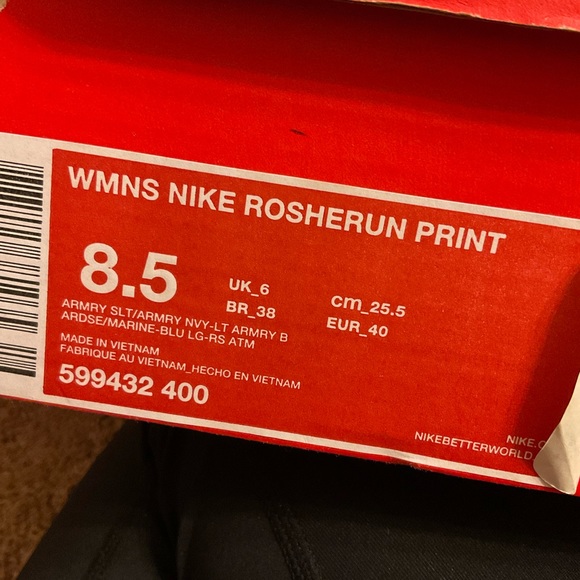 WMNS NIKE ROSHERUN PRINT
8.5
UK_6
cm_25.5
BR_38
EUR_40
ARMRY SLT/ARMRY NVY-LT ARMRY B
ARDSE/MARINE-BLU LG-RS ATM
MADE IN VIETNAM
FABRIQUE AU VIETNAM_HECHO EN VIETNAM
599432 400
NIKE.C
NIKEBETTERWORLD.